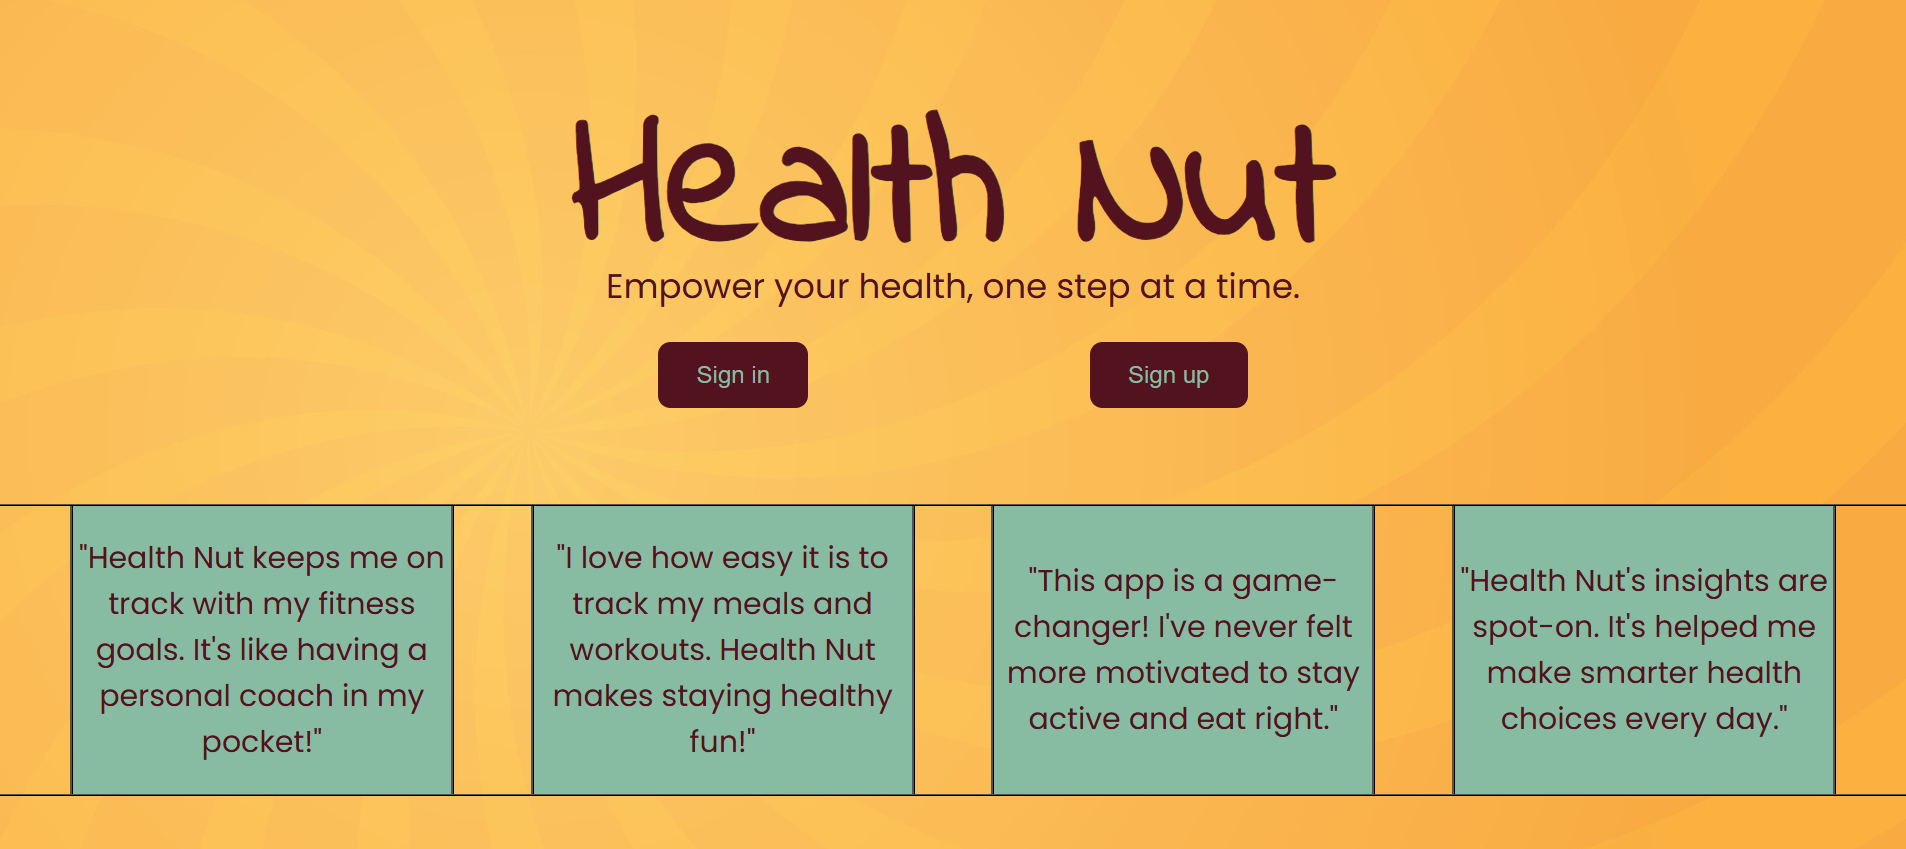 Health Nut
Empower your health, one step at a time.
Sign in
Sign up
"Health Nut keeps me on
track with my fitness
goals. It's like having a
personal coach in my
pocket!"
"I love how easy it is to
track my meals and
workouts. Health Nut
makes staying healthy
fun!"
"This app is a game-
changer! I've never felt
more motivated to stay
active and eat right."
"Health Nut's insights are
spot-on. It's helped me
make smarter health
choices every day."